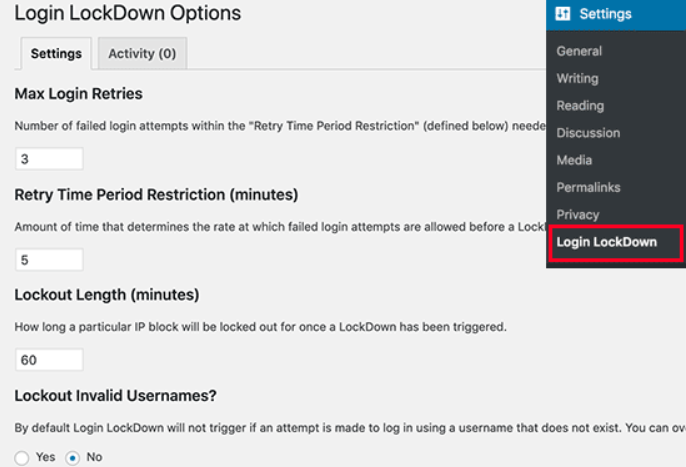 Login LockDown Options
Settings
Activity (0)
Max Login Retries
Number of failed login attempts within the "Retry Time Period Restriction" (defined below)
3
Retry Time Period Restriction (minutes)
Amount of time that determines the rate at which failed login attempts are allowed before a
5
Lockout Length (minutes)
How long a particular IP block will be locked out for once a LockDown has been triggered.
60
Lockout Invalid Usernames?
By default Login LockDown will not trigger if an attempt is made to log in using a username that does not exist. You can
Yes No
Settings
General
Writing
Reading
Discussion
Media
Permalinks
Privacy
Login LockDown